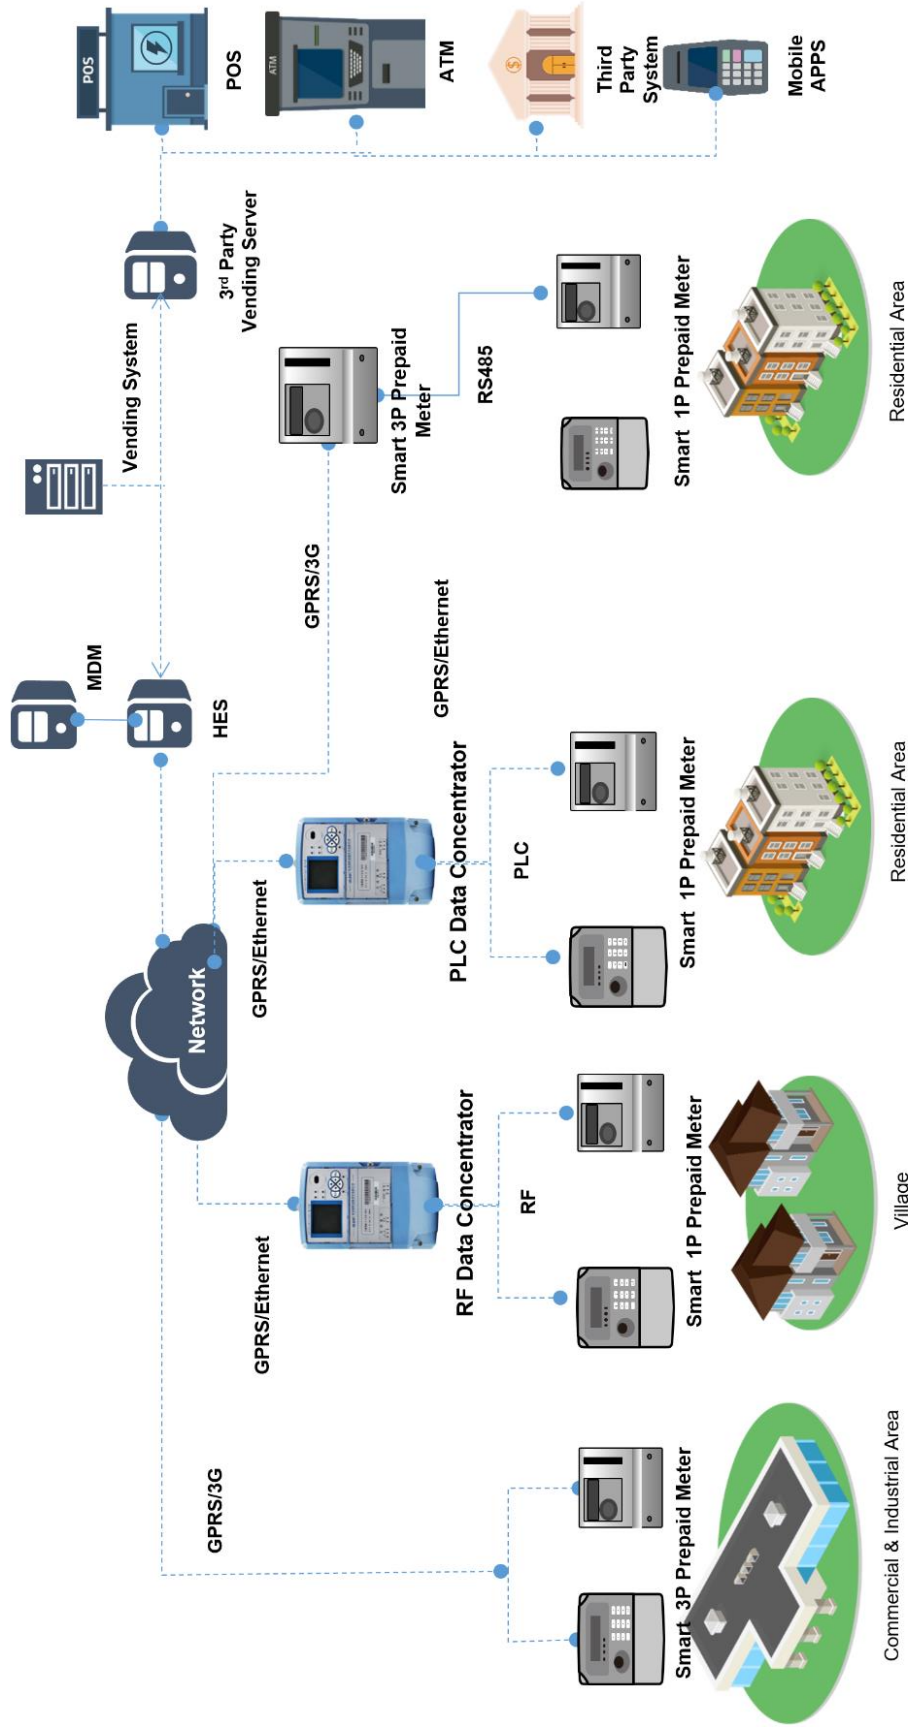 POS
POS
ATM
ATM
Third
Party
System
Mobile
APPS
3rd Party
Vending Server
Vending System
MDM
HES
Network
GPRS/3G
GPRS/Ethernet
GPRS/Ethernet
GPRS/3G
GPRS/Ethernet
RF Data Concentrator
PLC Data Concentrator
Smart 3P Prepaid
Meter
RF
PLC
RS485
Smart 3P Prepaid Meter
Smart 1P Prepaid Meter
Smart 1P Prepaid Meter
Smart 1P Prepaid Meter
Commercial & Industrial Area
Village
Residential Area
Residential Area